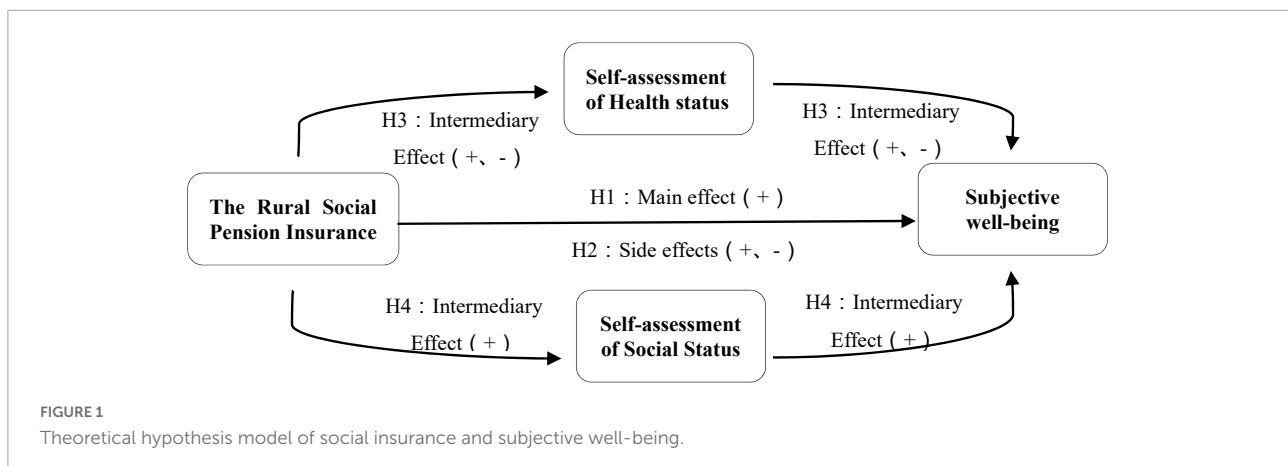 Self-assessment
of Health status
H3：Intermediary
Effect（+、-）
H3：Intermediary
Effect（+、-）
The Rural Social
Pension Insurance
H1：Main effect（+）
H2：Side effects（+、-）
Subjective
well-being
H4：Intermediary
Effect（+）
Self-assessment
of Social Status
H4：Intermediary
Effect（+）
FIGURE 1
Theoretical hypothesis model of social insurance and subjective well-being.